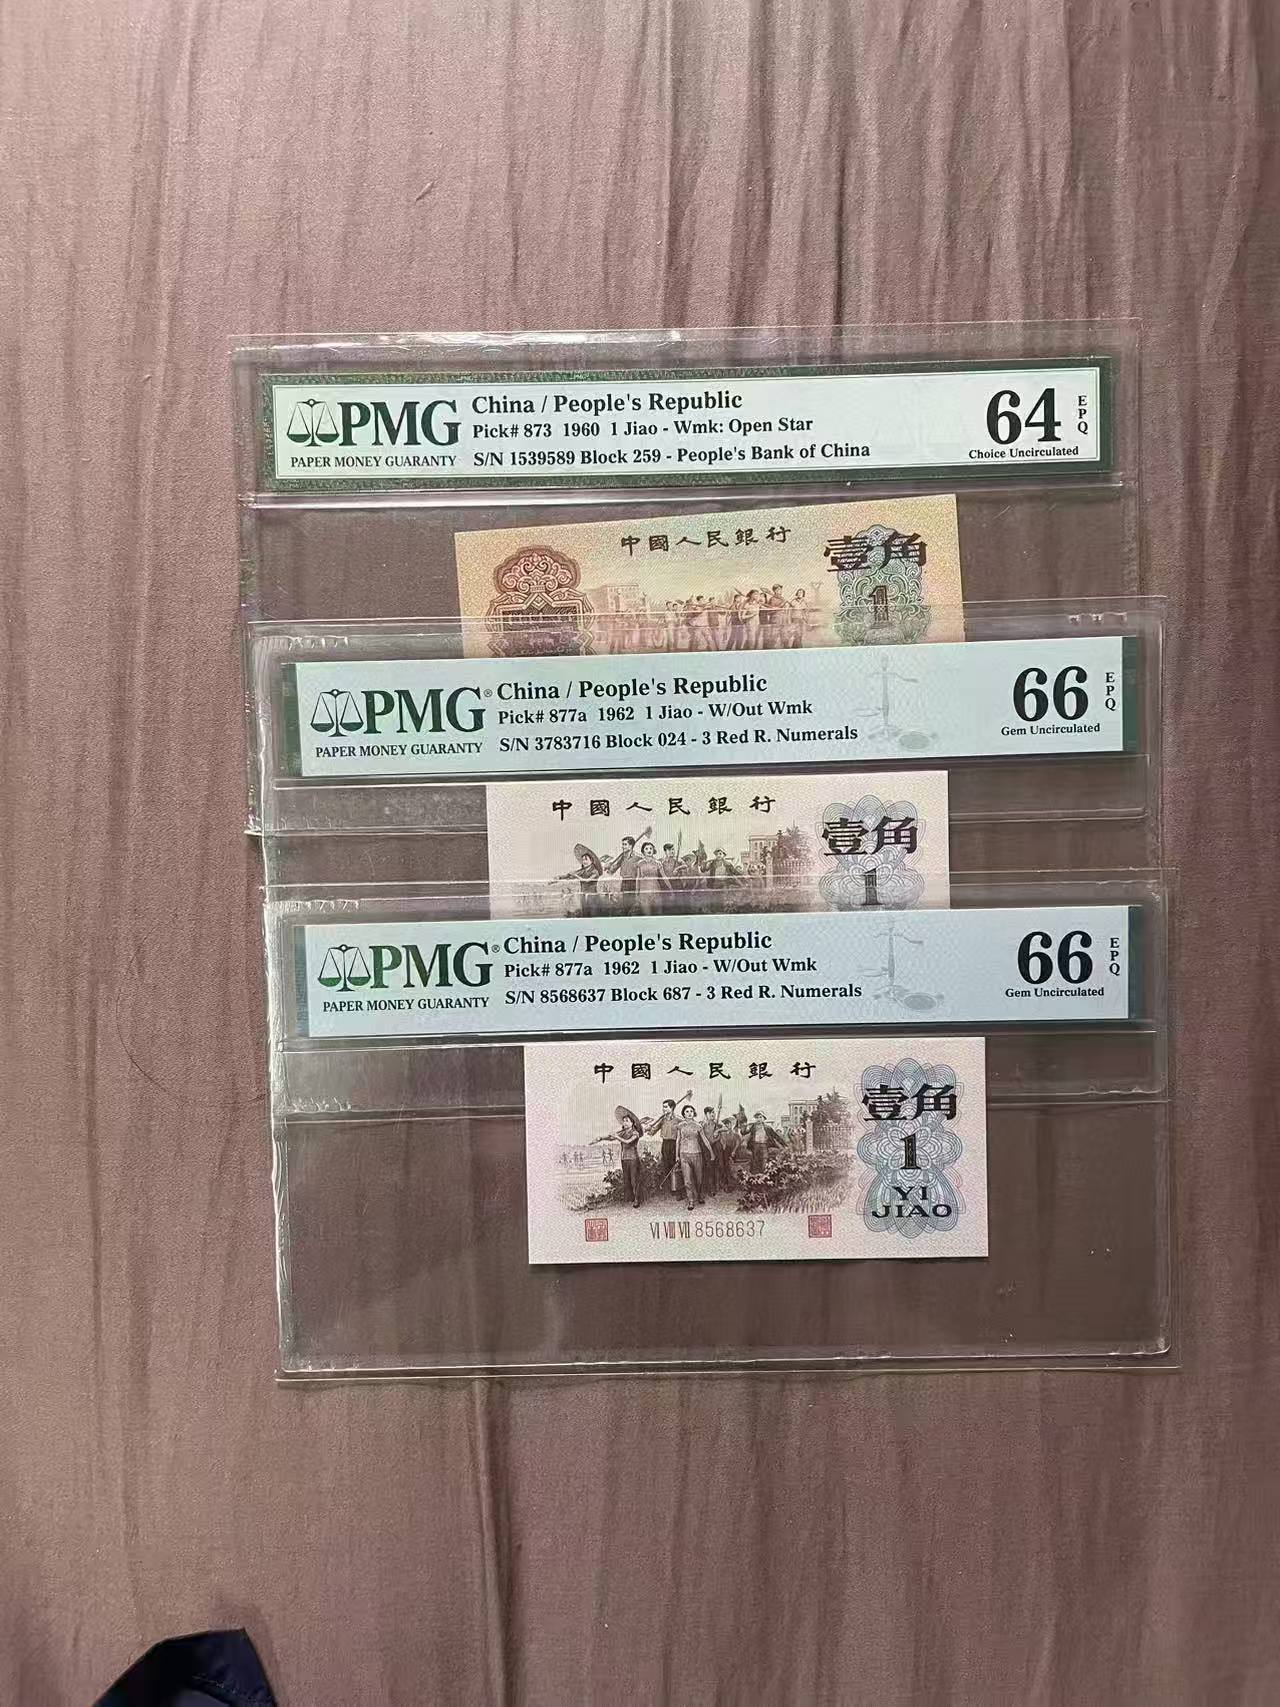 PMG
PAPER MONEY GUARANTY
China / People's Republic
Pick# 873 1960 1 Jiao - Wmk: Open Star
S/N 1539589 Block 259 - People's Bank of China
64
EPQ
Choice Uncirculated
中國人民銀行
壹角
1
PMG®
PAPER MONEY GUARANTY
China / People's Republic
Pick# 877a 1962 1 Jiao - W/Out Wmk
S/N 3783716 Block 024 - 3 Red R. Numerals
66
EPQ
Gem Uncirculated
中國人民銀行
壹角
1
PMG®
PAPER MONEY GUARANTY
China / People's Republic
Pick# 877a 1962 1 Jiao - W/Out Wmk
S/N 8568637 Block 687 - 3 Red R. Numerals
66
EPQ
Gem Uncirculated
中國人民銀行
壹角
1
YI
JIAO
VI VIII VII 8568637